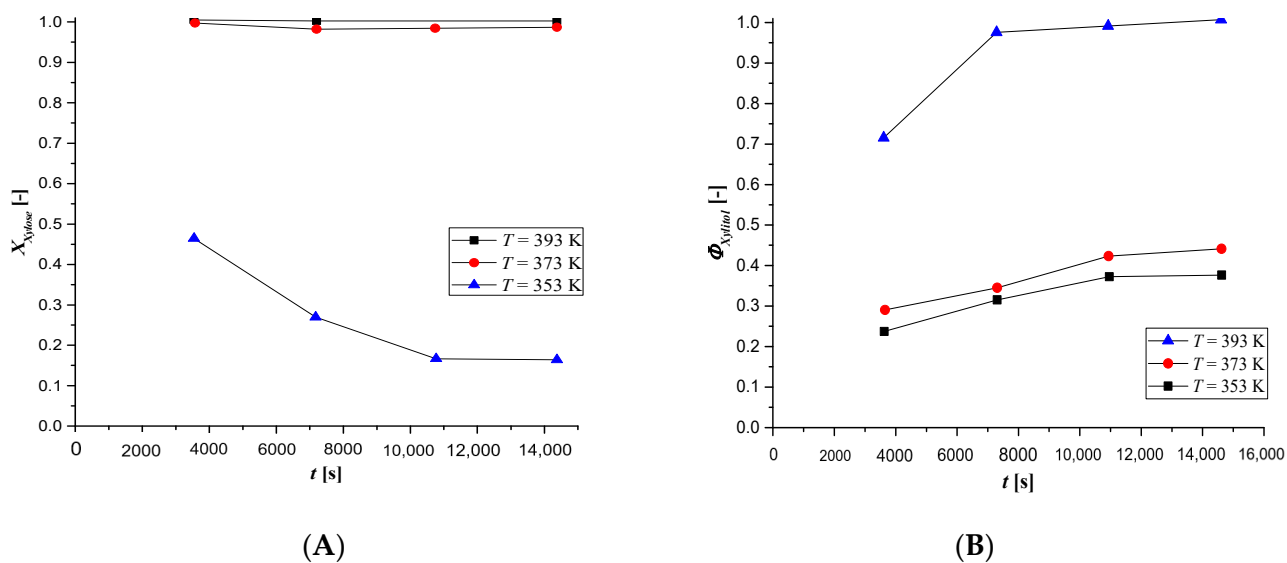 1.0
0.9
0.8
0.7
0.6
0.5
0.4
0.3
0.2
0.1
0.0
X_Xylose [-]
T = 393 K
T = 373 K
T = 353 K
0 2000 4000 6000 8000 10,000 12,000 14,000
t [s]
(A)
1.0
0.9
0.8
0.7
0.6
0.5
0.4
0.3
0.2
0.1
0.0
Φ_Xylitol [-]
T = 393 K
T = 373 K
T = 353 K
0 2000 4000 6000 8000 10,000 12,000 14,000 16,000
t [s]
(B)